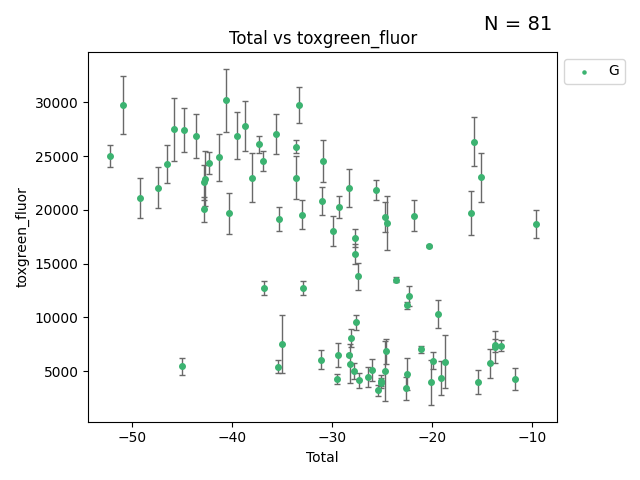 N = 81
Total vs toxgreen_fluor
G
30000
25000
20000
15000
10000
5000
toxgreen_fluor
−50
−40
−30
−20
−10
Total